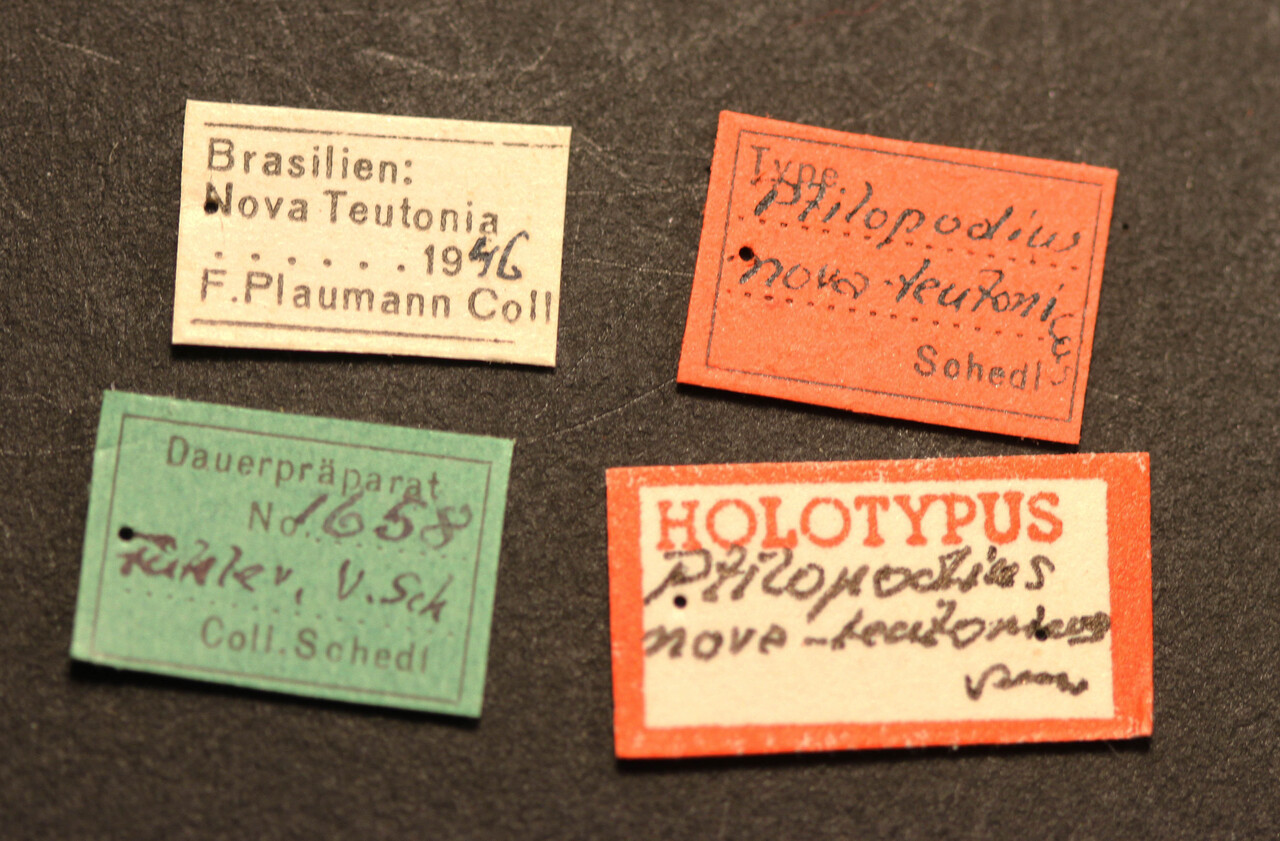 Brasilien:
Nova Teutonia
. . . . . . 1946
F. Plaumann Coll
Type
Ptilopodius
nova-teutonicus
Schedl
Dauerpräparat
No. 1658
Fühler, V. Sch
Coll. Schedl
HOLOTYPUS
Ptilopodius
nova-teutonicus